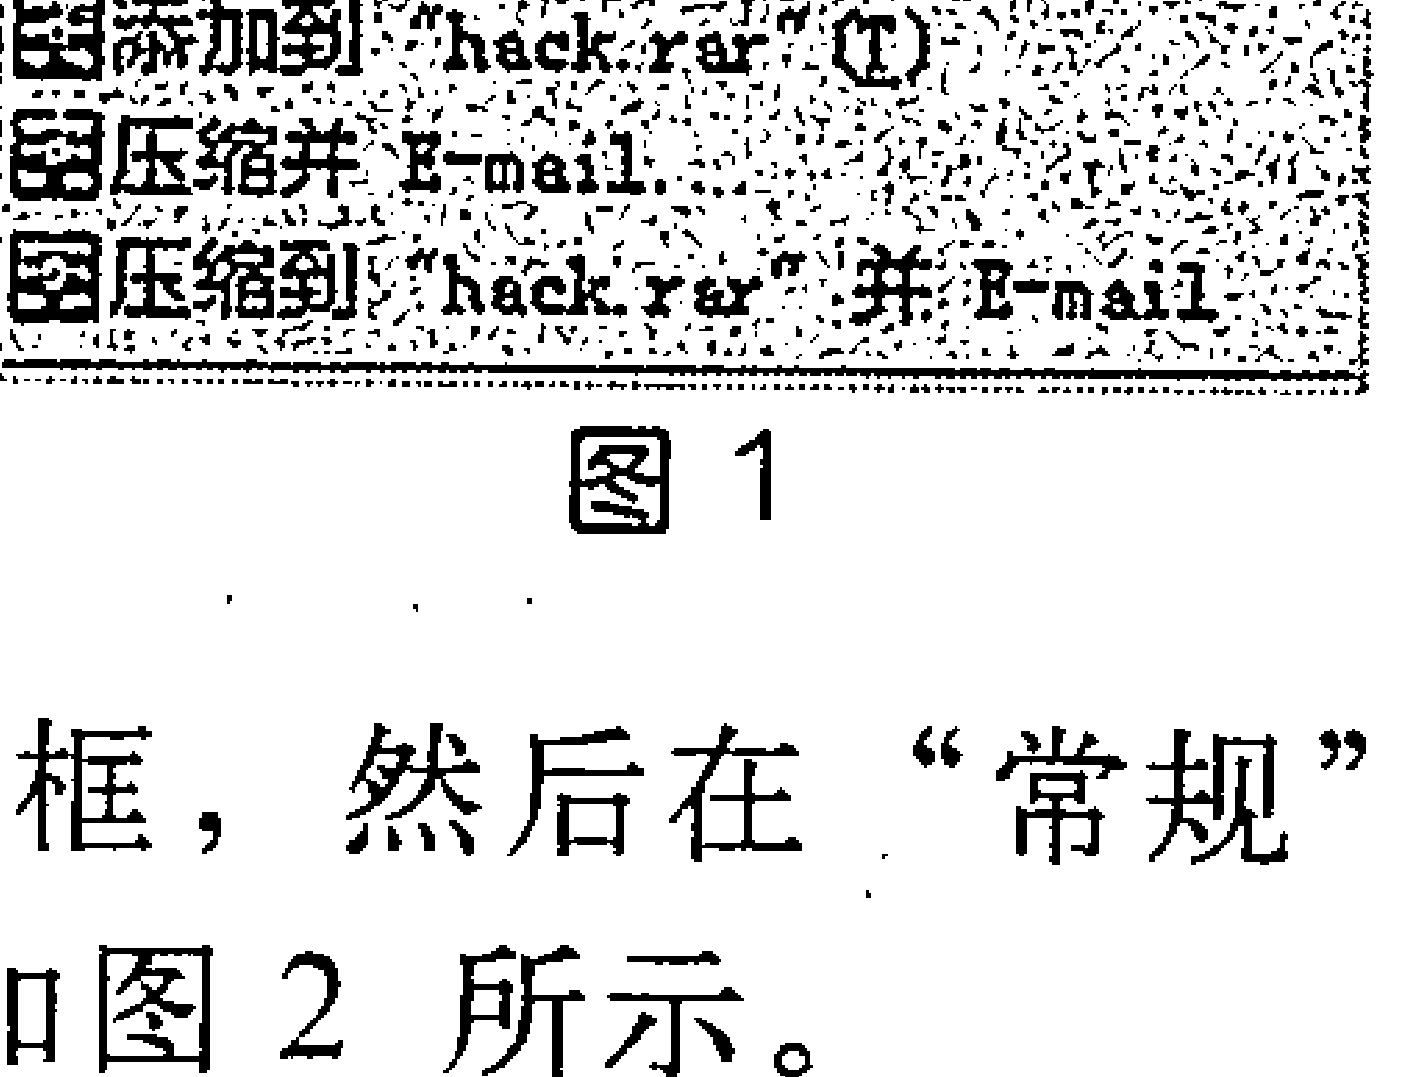 添加到 "hack.rar" (T)
压缩并 E-mail...
压缩到 "hack.rar" 并 E-mail
图 1
框，然后在 “常规”
图 2 所示。